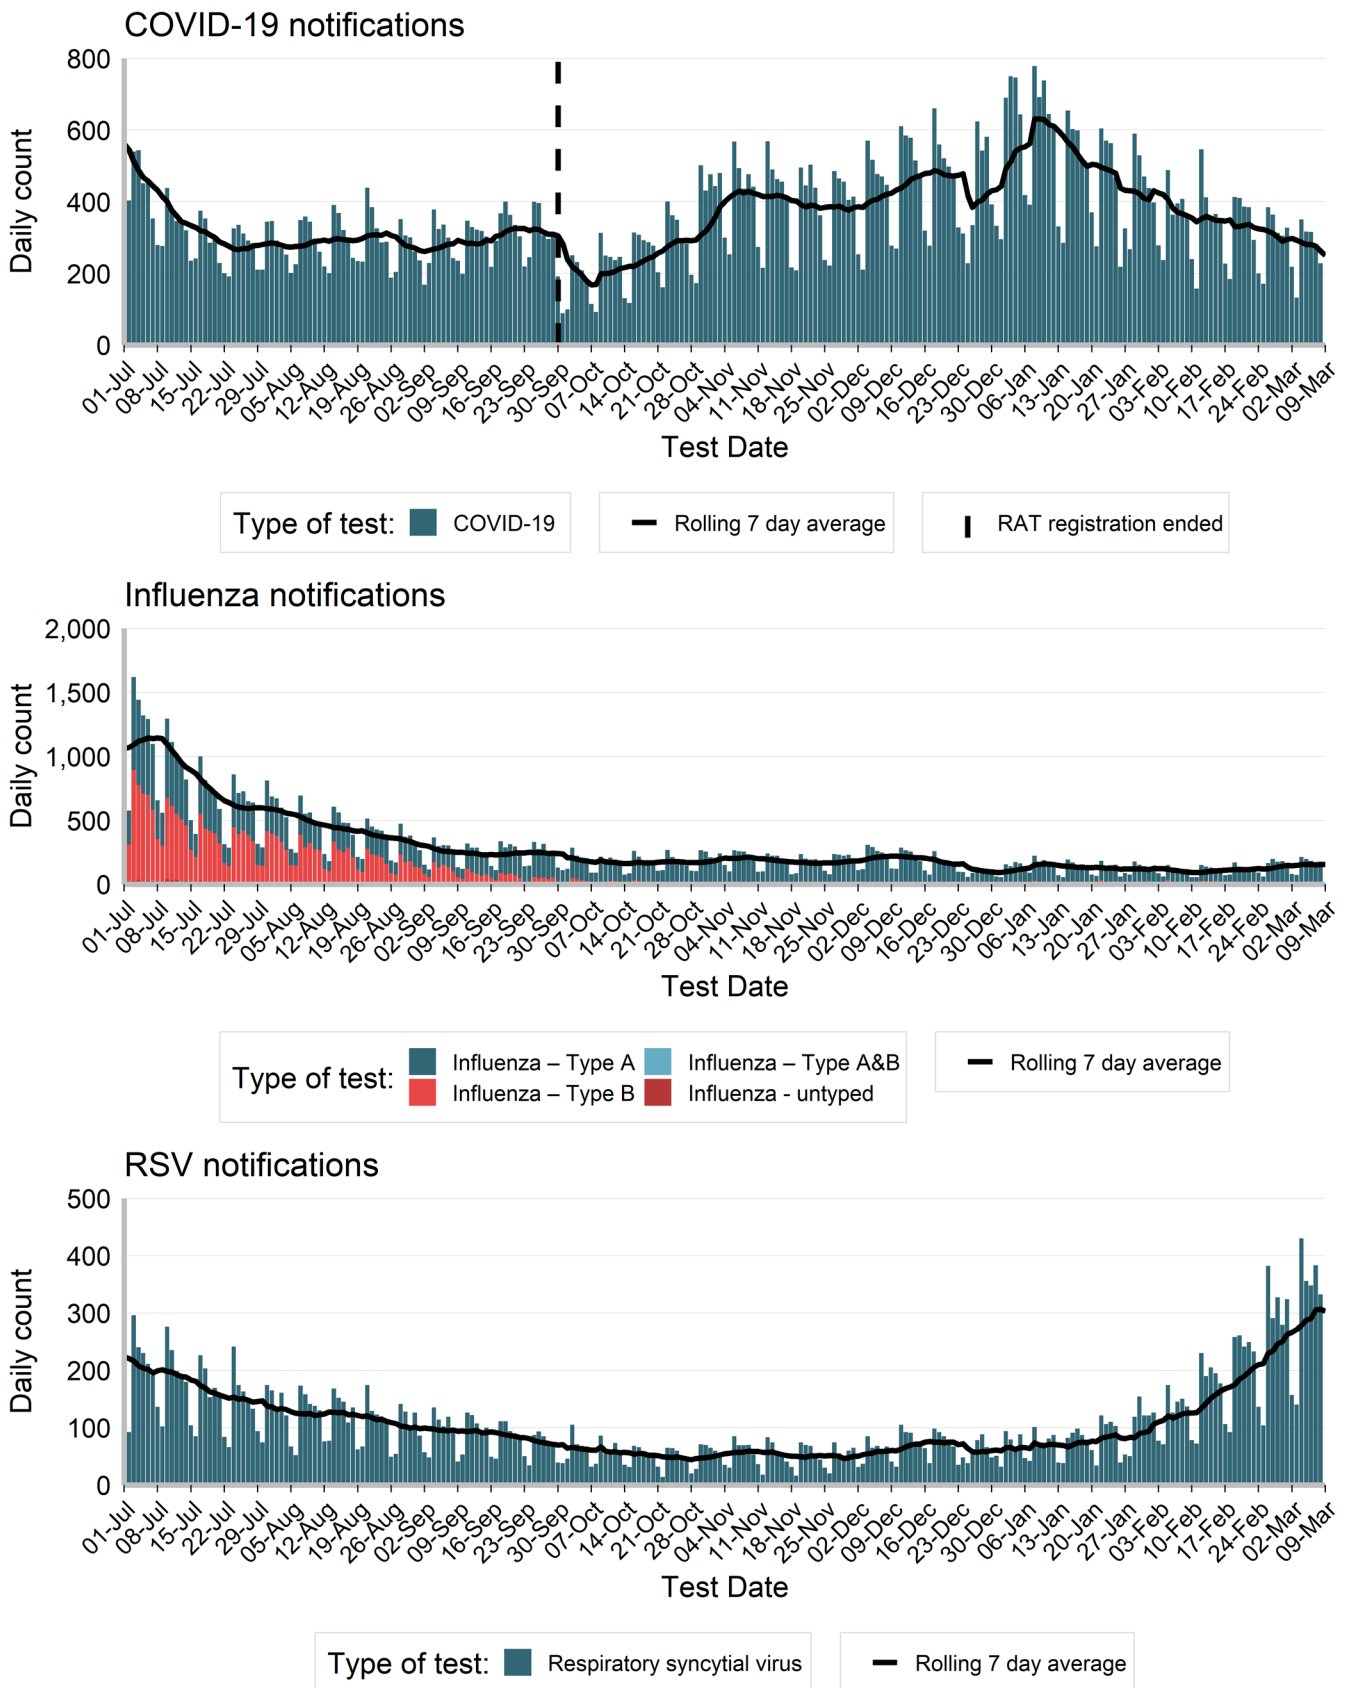 COVID-19 notifications
Daily count
800
600
400
200
0
01-Jul 08-Jul 15-Jul 22-Jul 29-Jul 05-Aug 12-Aug 19-Aug 26-Aug 02-Sep 09-Sep 16-Sep 23-Sep 30-Sep 07-Oct 14-Oct 21-Oct 28-Oct 04-Nov 11-Nov 18-Nov 25-Nov 02-Dec 09-Dec 16-Dec 23-Dec 30-Dec 06-Jan 13-Jan 20-Jan 27-Jan 03-Feb 10-Feb 17-Feb 24-Feb 02-Mar 09-Mar
Test Date
Type of test: COVID-19 Rolling 7 day average RAT registration ended
Influenza notifications
Daily count
2,000
1,500
1,000
500
0
01-Jul 08-Jul 15-Jul 22-Jul 29-Jul 05-Aug 12-Aug 19-Aug 26-Aug 02-Sep 09-Sep 16-Sep 23-Sep 30-Sep 07-Oct 14-Oct 21-Oct 28-Oct 04-Nov 11-Nov 18-Nov 25-Nov 02-Dec 09-Dec 16-Dec 23-Dec 30-Dec 06-Jan 13-Jan 20-Jan 27-Jan 03-Feb 10-Feb 17-Feb 24-Feb 02-Mar 09-Mar
Test Date
Type of test:
Influenza – Type A Influenza – Type A&B Rolling 7 day average
Influenza – Type B Influenza - untyped
RSV notifications
Daily count
500
400
300
200
100
0
01-Jul 08-Jul 15-Jul 22-Jul 29-Jul 05-Aug 12-Aug 19-Aug 26-Aug 02-Sep 09-Sep 16-Sep 23-Sep 30-Sep 07-Oct 14-Oct 21-Oct 28-Oct 04-Nov 11-Nov 18-Nov 25-Nov 02-Dec 09-Dec 16-Dec 23-Dec 30-Dec 06-Jan 13-Jan 20-Jan 27-Jan 03-Feb 10-Feb 17-Feb 24-Feb 02-Mar 09-Mar
Test Date
Type of test: Respiratory syncytial virus Rolling 7 day average